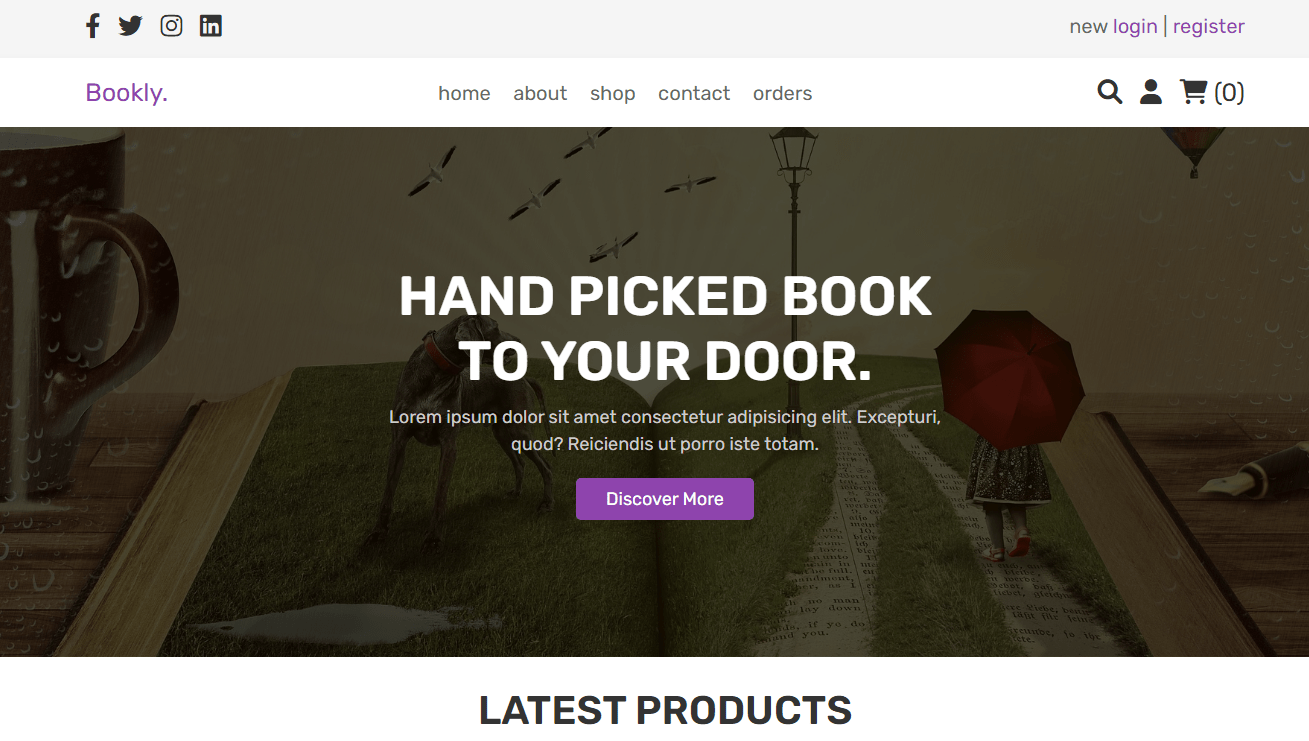 new login | register
Bookly.
home about shop contact orders
(0)
HAND PICKED BOOK
TO YOUR DOOR.
Lorem ipsum dolor sit amet consectetur adipisicing elit. Excepturi,
quod? Reiciendis ut porro iste totam.
Discover More
LATEST PRODUCTS